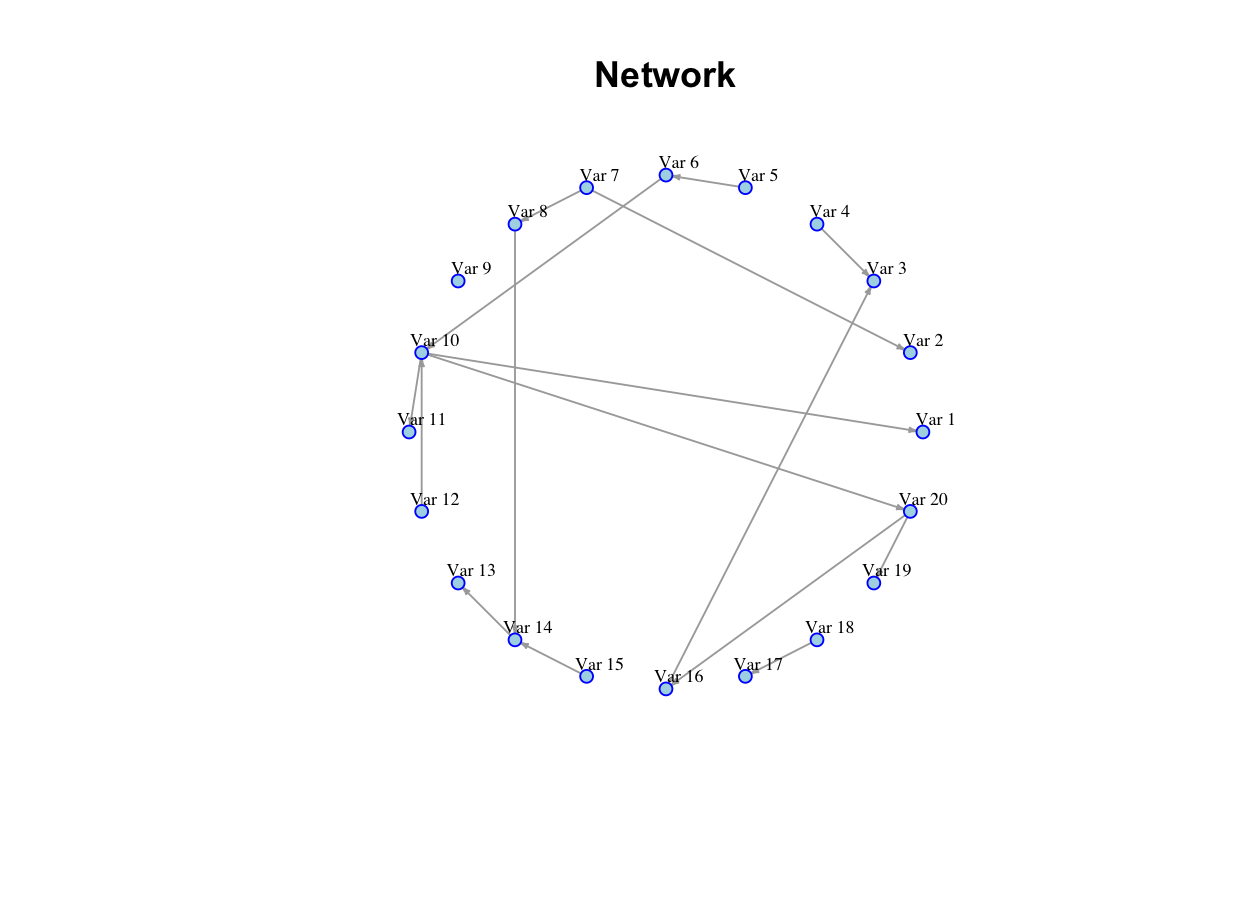 Network
Var 6
Var 7
Var 5
Var 8
Var 4
Var 9
Var 3
Var 10
Var 2
Var 11
Var 1
Var 12
Var 20
Var 13
Var 19
Var 14
Var 18
Var 15
Var 17
Var 16